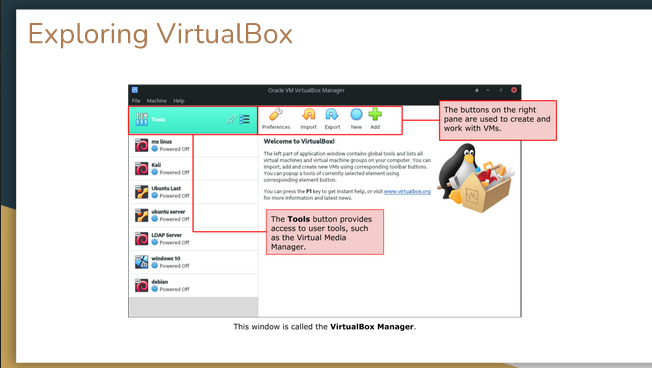 Exploring VirtualBox
Oracle VM VirtualBox Manager
File Machine Help
Tools
Preferences Import Export New Add
The buttons on the right
pane are used to create and
work with VMs.
mx linux
Powered Off
Kali
Powered Off
Ubuntu Last
Powered Off
ubuntu server
Powered Off
LDAP Server
Powered Off
windows 10
Powered Off
debian
Powered Off
Welcome to VirtualBox!
The left part of application window contains global tools and lists all
virtual machines and virtual machine groups on your computer. You can
import, add and create new VMs using corresponding toolbar buttons.
You can popup a tools of currently selected element using
corresponding element button.
You can press the F1 key to get instant help, or visit www.virtualbox.org
for more information and latest news.
The Tools button provides
access to user tools, such
as the Virtual Media
Manager.
This window is called the VirtualBox Manager.